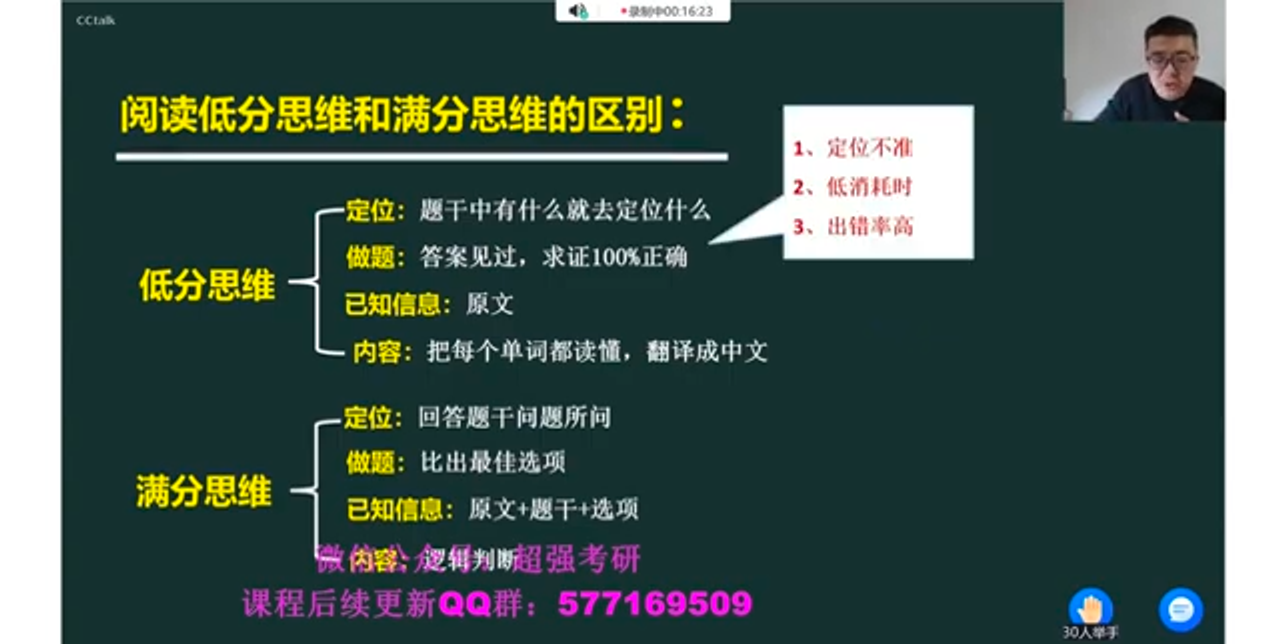 CCtalk
录制中00:16:23
阅读低分思维和满分思维的区别：
1、定位不准
2、低消耗时
3、出错率高
低分思维
定位：题干中有什么就去定位什么
做题：答案见过，求证100%正确
已知信息：原文
内容：把每个单词都读懂，翻译成中文
满分思维
定位：回答题干问题所问
做题：比出最佳选项
已知信息：原文+题干+选项
内容：逻辑判断
微信公众号：超强考研
课程后续更新QQ群：577169509
30人举手